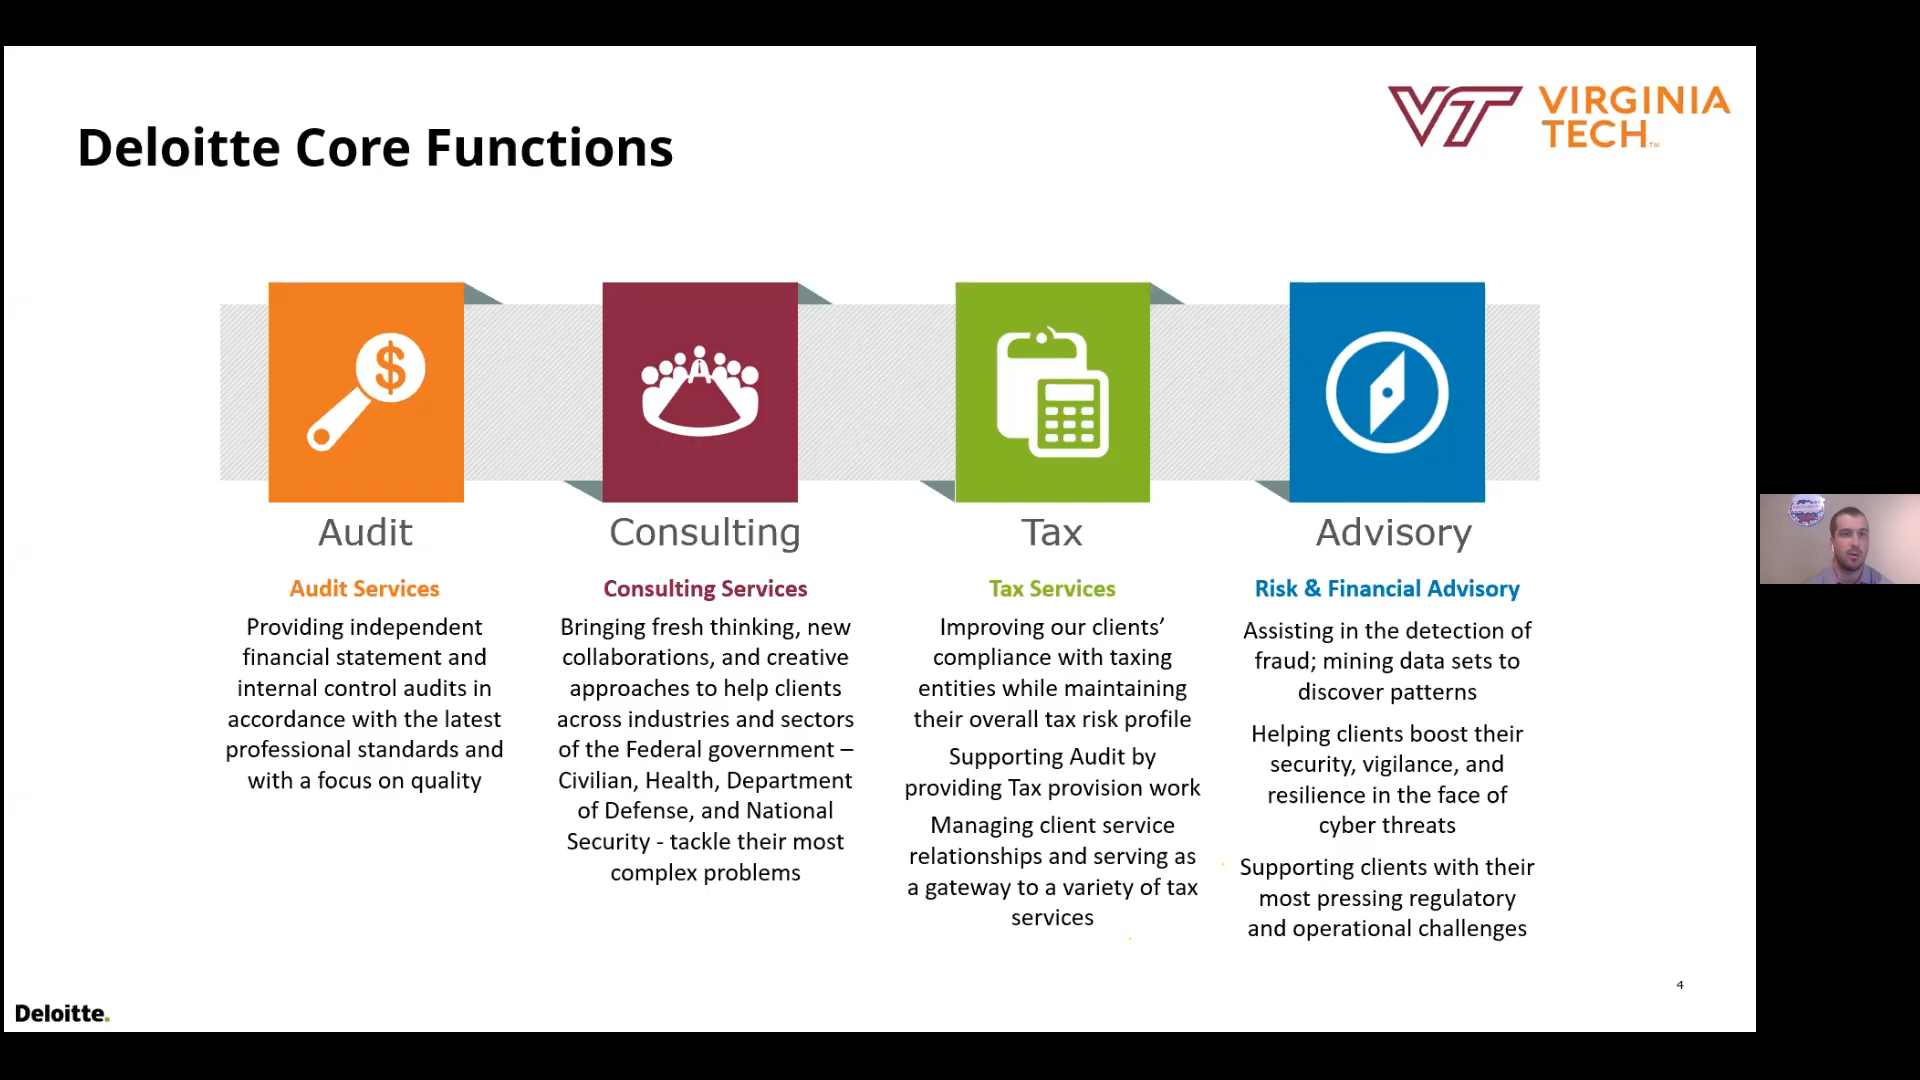 VT VIRGINIA
TECH™
Deloitte Core Functions
$
Audit
Audit Services
Providing independent
financial statement and
internal control audits in
accordance with the latest
professional standards and
with a focus on quality
Consulting
Consulting Services
Bringing fresh thinking, new
collaborations, and creative
approaches to help clients
across industries and sectors
of the Federal government –
Civilian, Health, Department
of Defense, and National
Security - tackle their most
complex problems
Tax
Tax Services
Improving our clients’
compliance with taxing
entities while maintaining
their overall tax risk profile
Supporting Audit by
providing Tax provision work
Managing client service
relationships and serving as
a gateway to a variety of tax
services
Advisory
Risk & Financial Advisory
Assisting in the detection of
fraud; mining data sets to
discover patterns
Helping clients boost their
security, vigilance, and
resilience in the face of
cyber threats
Supporting clients with their
most pressing regulatory
and operational challenges
4
Deloitte.